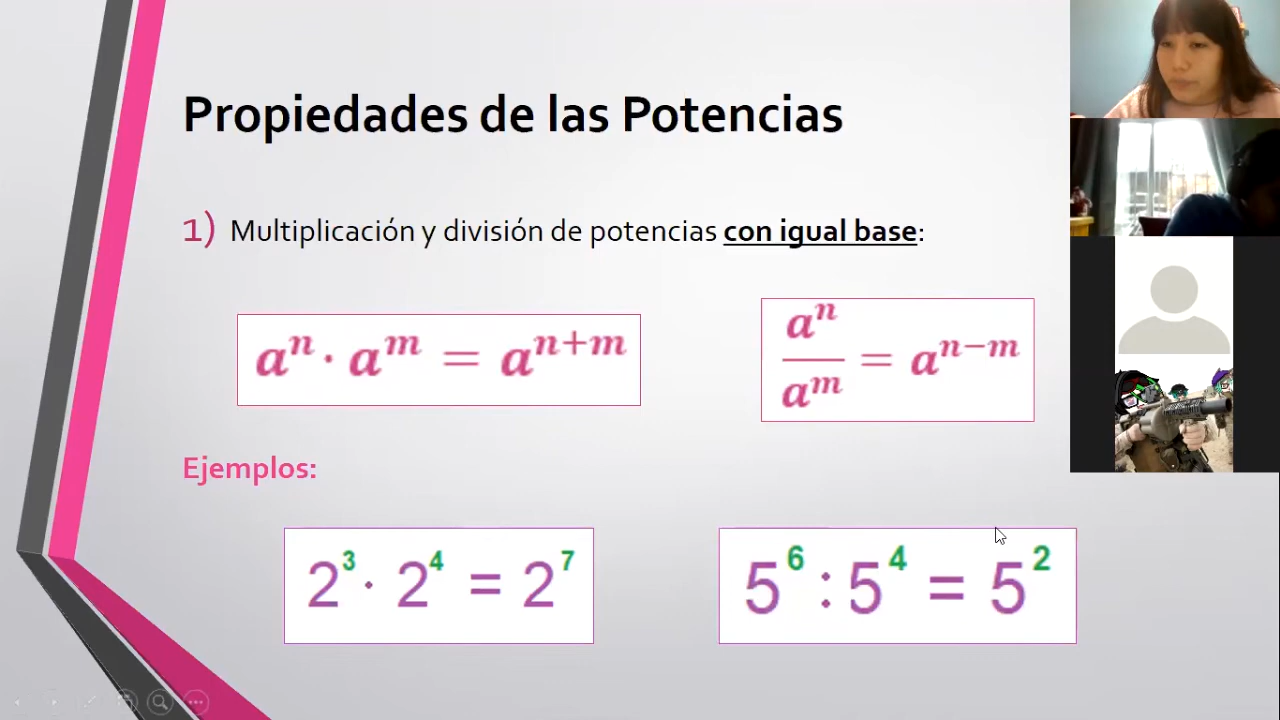 Propiedades de las Potencias
1) Multiplicación y división de potencias con igual base:
aⁿ · aᵐ = aⁿ⁺ᵐ
aⁿ/aᵐ = aⁿ⁻ᵐ
Ejemplos:
2³ · 2⁴ = 2⁷
5⁶ : 5⁴ = 5²